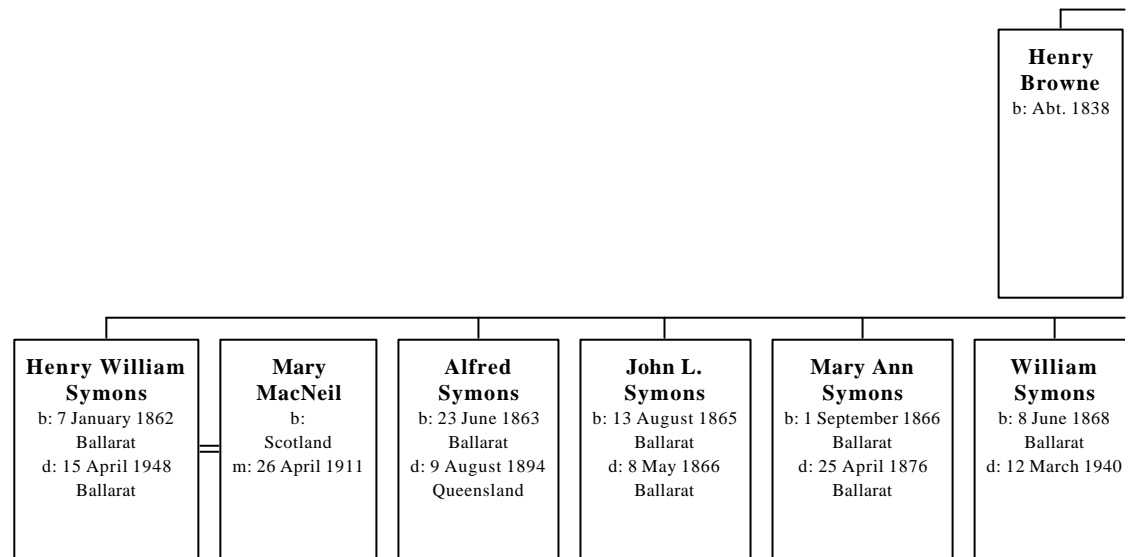 Henry
Browne
b: Abt. 1838
Henry William
Symons
b: 7 January 1862
Ballarat
d: 15 April 1948
Ballarat
Mary
MacNeil
b:
Scotland
m: 26 April 1911
Alfred
Symons
b: 23 June 1863
Ballarat
d: 9 August 1894
Queensland
John L.
Symons
b: 13 August 1865
Ballarat
d: 8 May 1866
Ballarat
Mary Ann
Symons
b: 1 September 1866
Ballarat
d: 25 April 1876
Ballarat
William
Symons
b: 8 June 1868
Ballarat
d: 12 March 1940